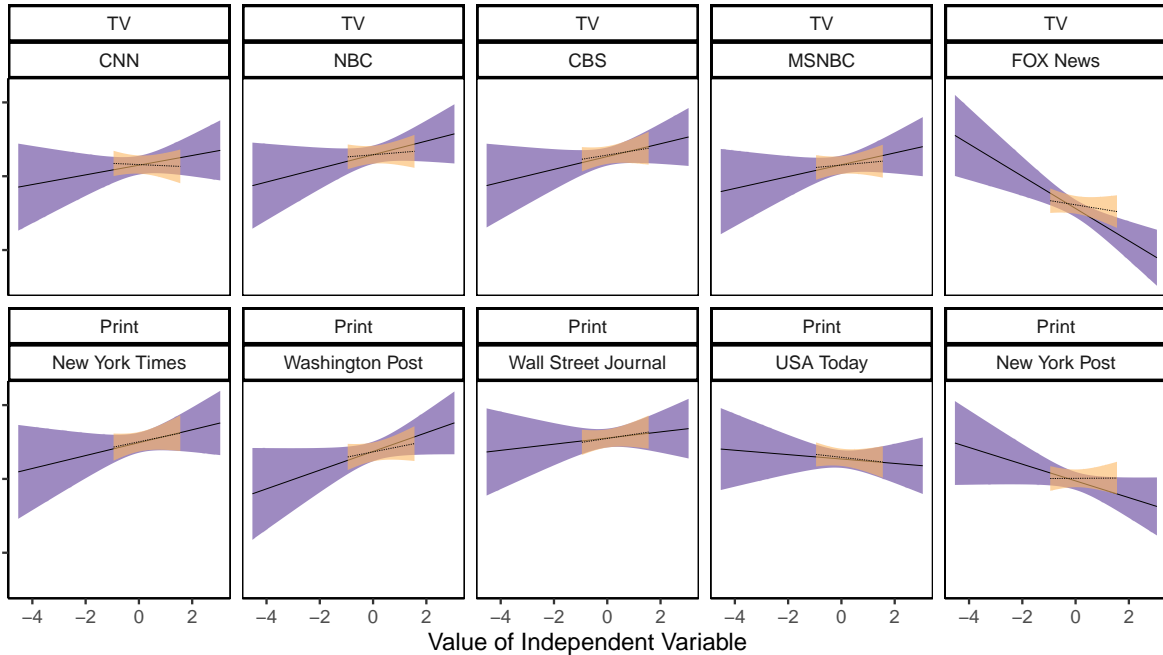 TV TV TV TV TV
CNN NBC CBS MSNBC FOX News
Print Print Print Print Print
New York Times Washington Post Wall Street Journal USA Today New York Post
−4 −2 0 2 −4 −2 0 2 −4 −2 0 2 −4 −2 0 2 −4 −2 0 2
Value of Independent Variable